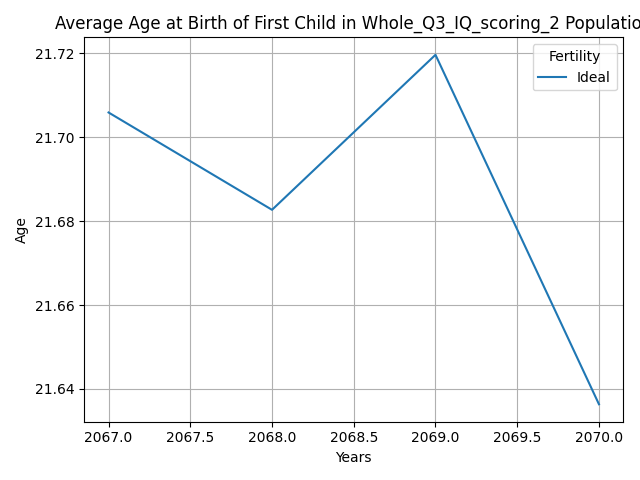 Average Age at Birth of First Child in Whole_Q3_IQ_scoring_2 Populatio
21.72
21.70
21.68
21.66
21.64
Age
Fertility
Ideal
2067.0 2067.5 2068.0 2068.5 2069.0 2069.5 2070.0
Years